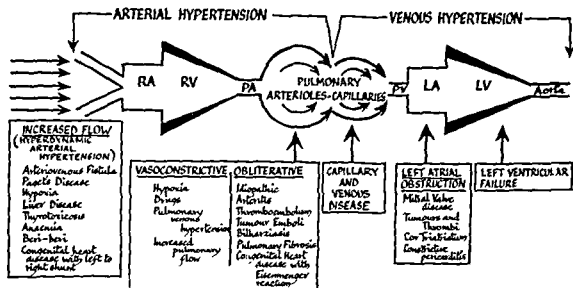 ARTERIAL HYPERTENSION
VENOUS HYPERTENSION
RA
RV
PA
PULMONARY
ARTERIOLES-CAPILLARIES
PV
LA
LV
Aorta
INCREASED FLOW
(HYPERDYNAMIC
ARTERIAL
HYPERTENSION)
Arteriovenous Fistula
Pagets Disease
Hypoxia
Liver Disease
Thyrotoxicosis
Anaemia
Beri-beri
Congenital heart
disease with left to
right shunt
VASOCONSTRICTIVE
Hypoxia
Drugs
Pulmonary
venous
hypertension
Increased pulmonary
flow
OBLITERATIVE
Idiopathic
Arteritis
Thromboembolism
Tumour Emboli
Bilharziasis
Pulmonary Fibrosis
Congenital Heart
disease with
Eisenmenger
reaction
CAPILLARY
AND
VENOUS
DISEASE
LEFT ATRIAL
OBSTRUCTION
Mitral Valve
disease
Tumours and
Thrombi
Cor Triatriatum
Constrictive
pericarditis
LEFT VENTRICULAR
FAILURE